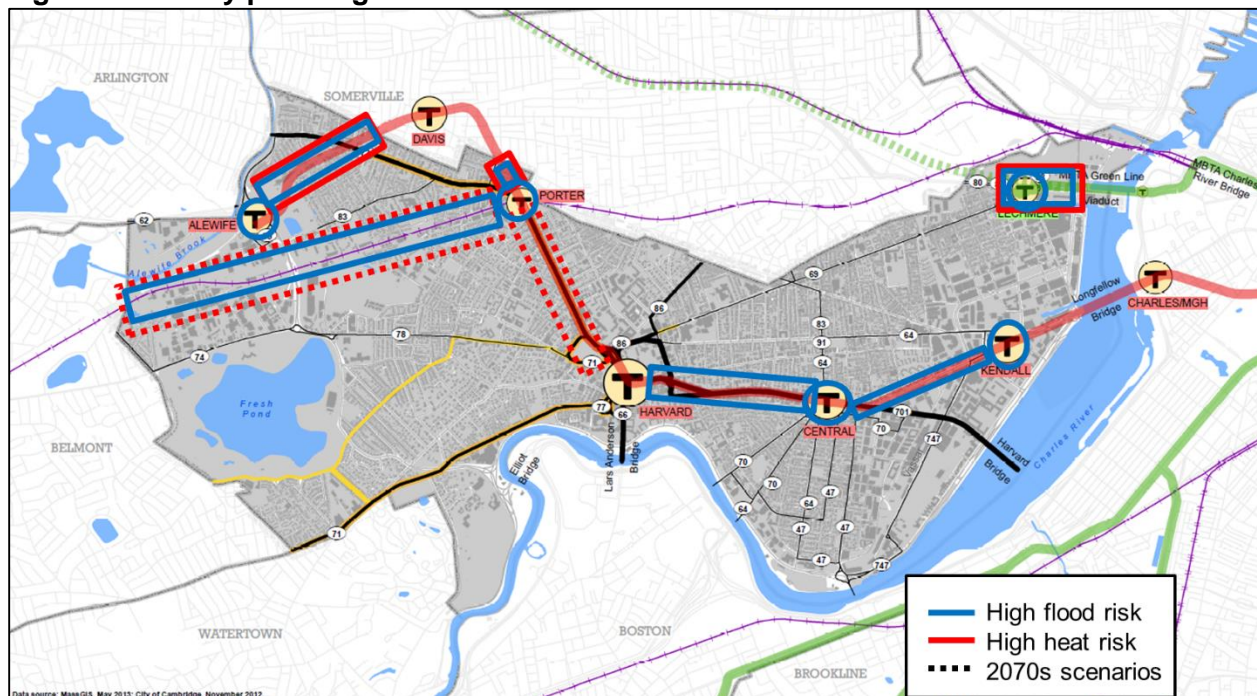 ARLINGTON
SOMERVILLE
T
DAVIS
T
PORTER
80
MBTA Green Line
MBTA Charles
River Bridge
T
T
LECHMERE
Viaduct
62
ALEWIFE
T
83
Alewife Brook
69
T
CHARLES/MGH
Longfellow
Bridge
86
83
78
86
91
64
T
KENDALL
74
71
64
T
HARVARD
T
CENTRAL
Fresh
Pond
77
66
701
70
747
Harvard
Bridge
Charles River
BELMONT
Elliot
Bridge
Lars Anderson
Bridge
70
70
47
64
47
71
47
747
High flood risk
High heat risk
2070s scenarios
WATERTOWN
BOSTON
BROOKLINE
Data source: MassGIS, May 2013; City of Cambridge, November 2012